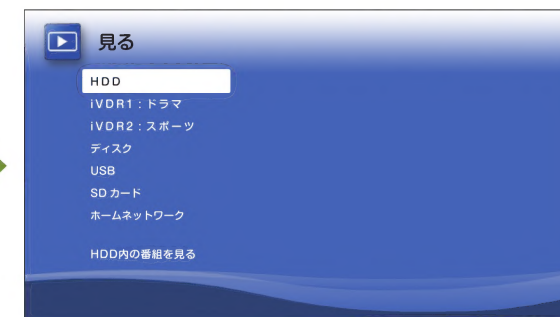 見る
HDD
iVDR1：ドラマ
iVDR2：スポーツ
ディスク
USB
SDカード
ホームネットワーク
HDD内の番組を見る